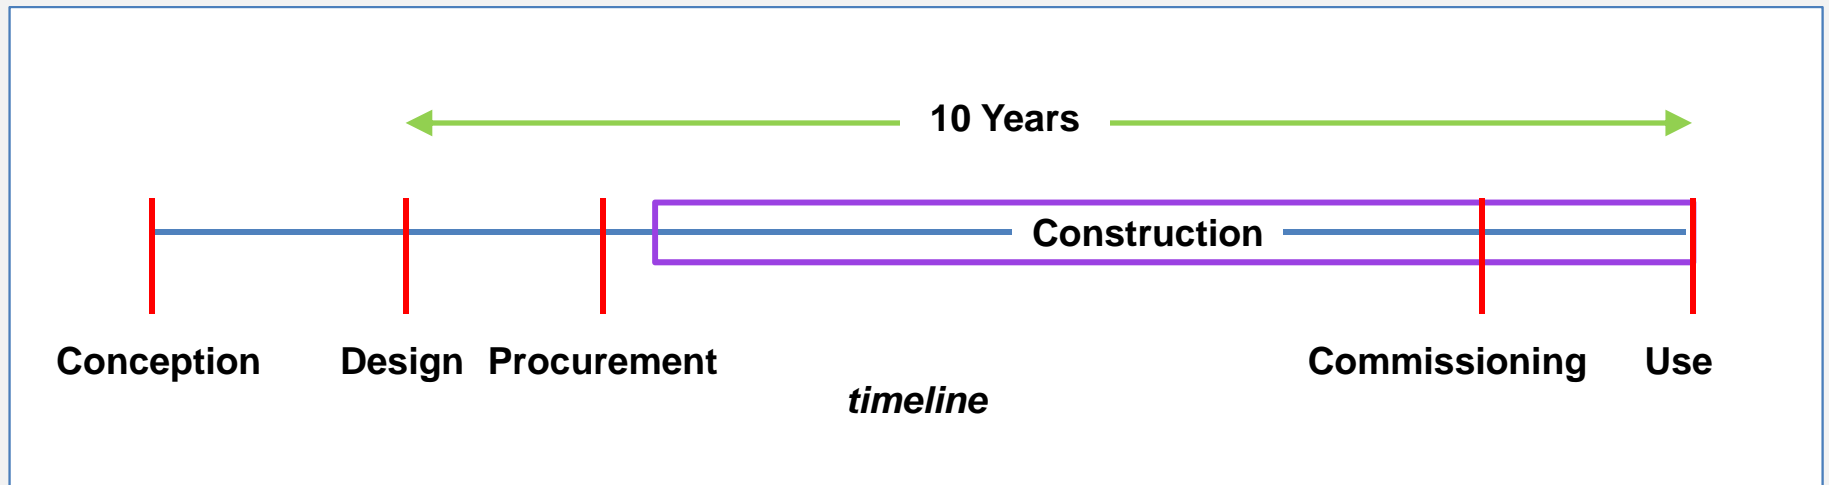 10 Years
Construction
Conception Design Procurement Commissioning Use
timeline